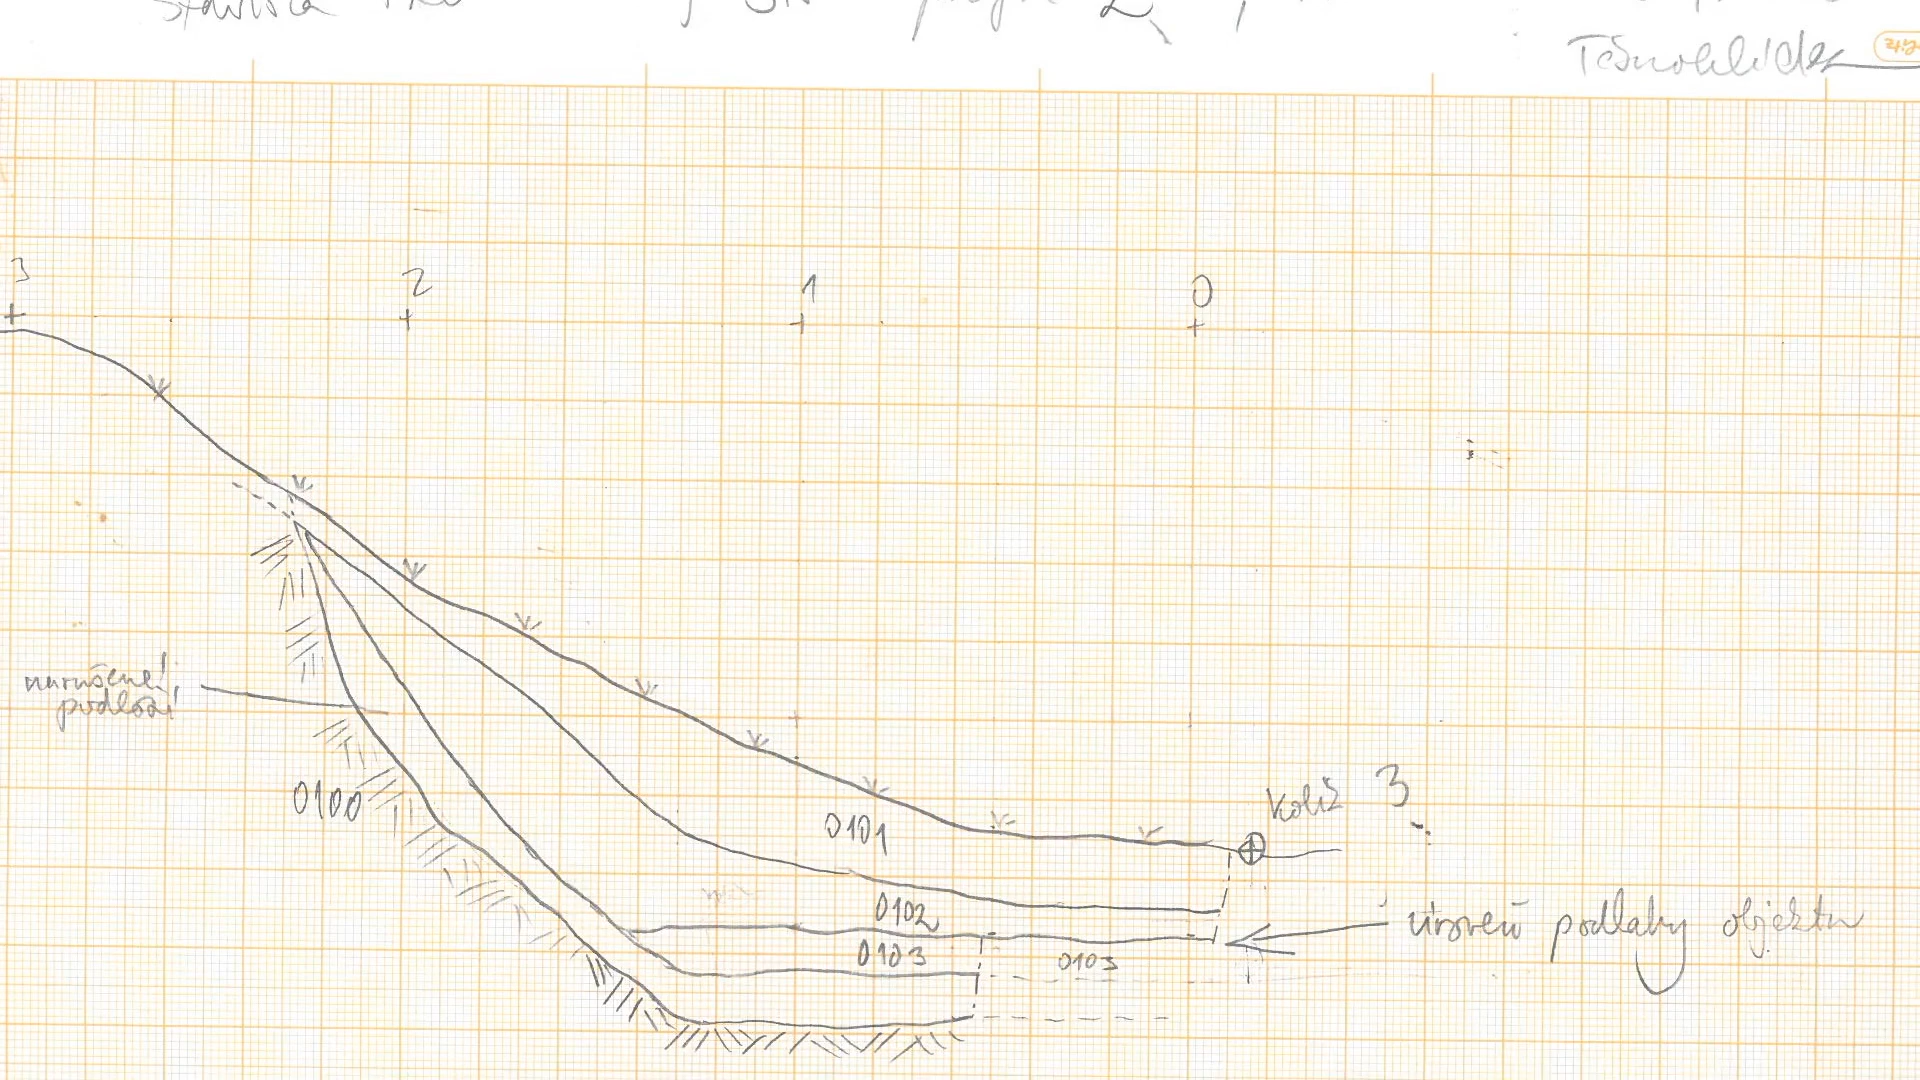 Těsnohlídek
3 2 1 0
narušené
podloží
0100
0101
Kolík 3
0102
úroveň podlahy objektu
0103
0103